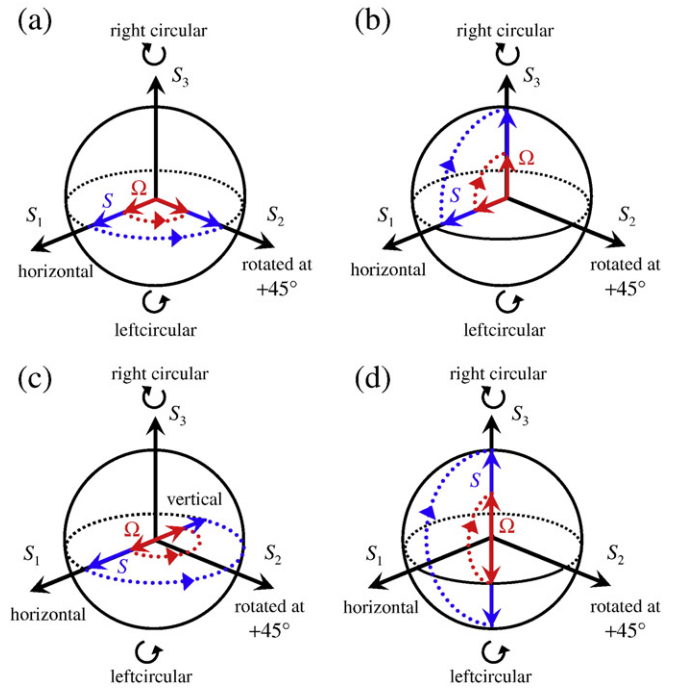 (a)
right circular
S3
Ω
S
S1
S2
horizontal
rotated at
+45°
leftcircular
(b)
right circular
S3
Ω
S
S1
S2
horizontal
rotated at
+45°
leftcircular
(c)
right circular
S3
vertical
Ω
S1
S
S2
horizontal
rotated at
+45°
leftcircular
(d)
right circular
S3
S
Ω
S1
S2
horizontal
rotated at
+45°
leftcircular